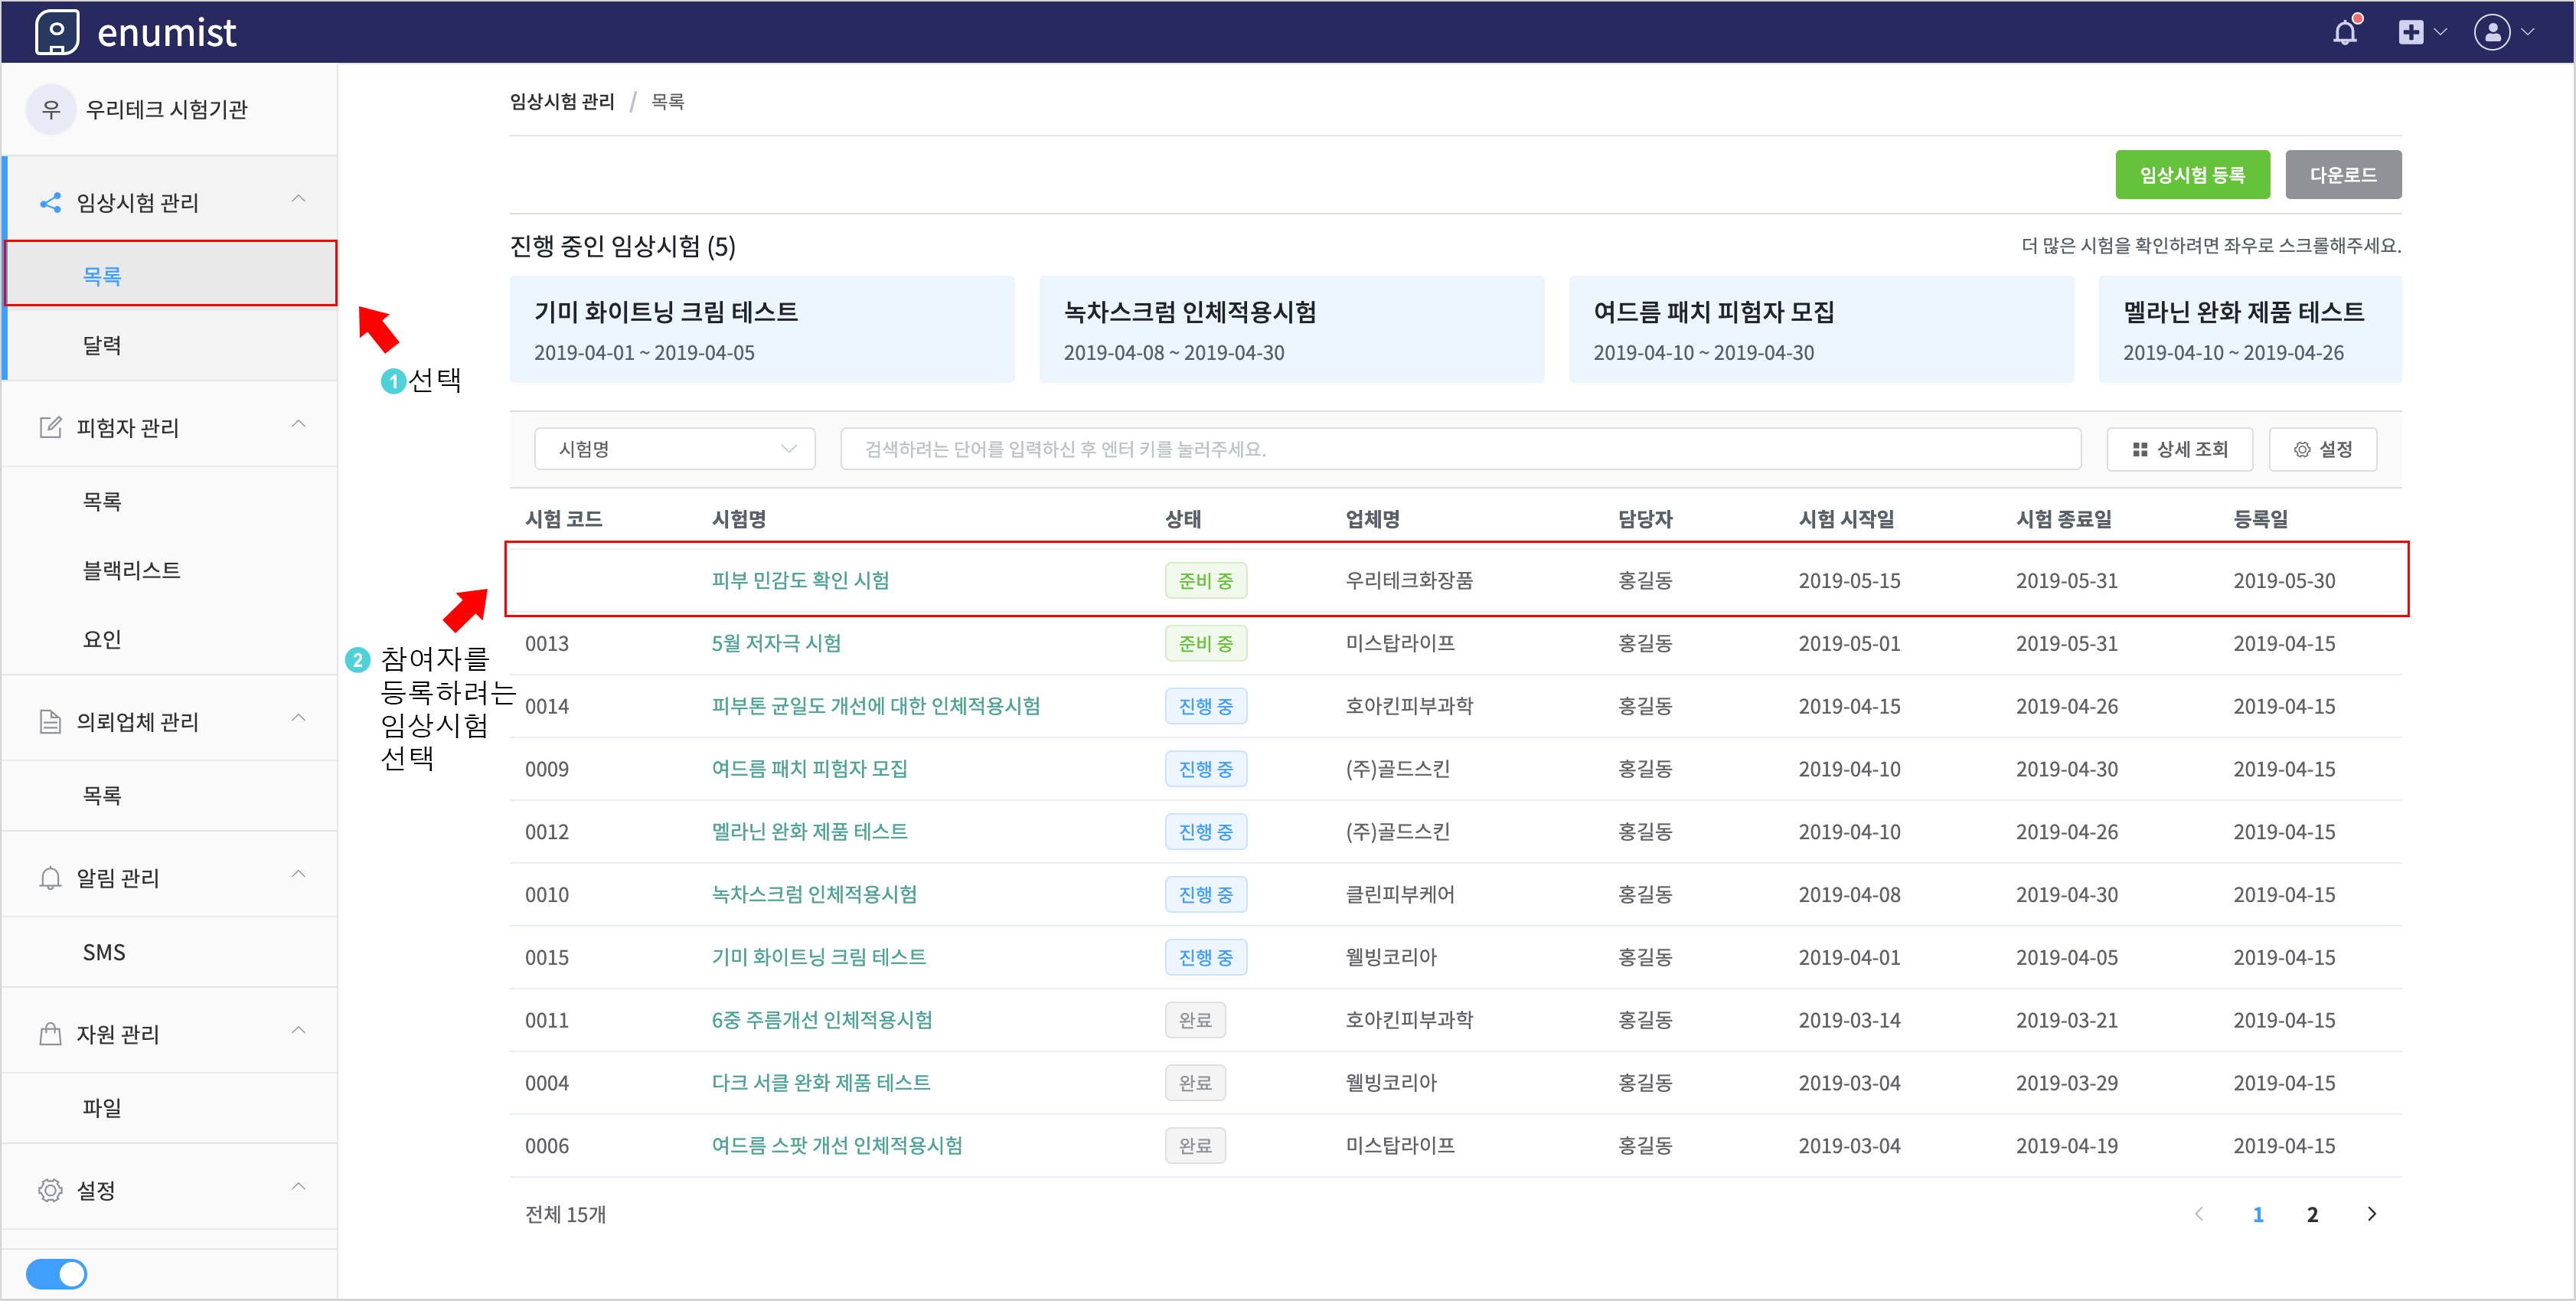 enumist
우 우리테크 시험기관
임상시험 관리
목록
달력
피험자 관리
목록
블랙리스트
요인
의뢰업체 관리
목록
알림 관리
SMS
자원 관리
파일
설정
1 선택
2 참여자를
등록하려는
임상시험
선택
임상시험 관리 / 목록
임상시험 등록 다운로드
진행 중인 임상시험 (5) 더 많은 시험을 확인하려면 좌우로 스크롤해주세요.
기미 화이트닝 크림 테스트
2019-04-01 ~ 2019-04-05
녹차스크럼 인체적용시험
2019-04-08 ~ 2019-04-30
여드름 패치 피험자 모집
2019-04-10 ~ 2019-04-30
멜라닌 완화 제품 테스트
2019-04-10 ~ 2019-04-26
시험명 검색하려는 단어를 입력하신 후 엔터 키를 눌러주세요. 상세 조회 설정
시험 코드 시험명 상태 업체명 담당자 시험 시작일 시험 종료일 등록일
피부 민감도 확인 시험 준비 중 우리테크화장품 홍길동 2019-05-15 2019-05-31 2019-05-30
0013 5월 저자극 시험 준비 중 미스탑라이프 홍길동 2019-05-01 2019-05-31 2019-04-15
0014 피부톤 균일도 개선에 대한 인체적용시험 진행 중 호아킨피부과학 홍길동 2019-04-15 2019-04-26 2019-04-15
0009 여드름 패치 피험자 모집 진행 중 (주)골드스킨 홍길동 2019-04-10 2019-04-30 2019-04-15
0012 멜라닌 완화 제품 테스트 진행 중 (주)골드스킨 홍길동 2019-04-10 2019-04-26 2019-04-15
0010 녹차스크럼 인체적용시험 진행 중 클린피부케어 홍길동 2019-04-08 2019-04-30 2019-04-15
0015 기미 화이트닝 크림 테스트 진행 중 웰빙코리아 홍길동 2019-04-01 2019-04-05 2019-04-15
0011 6중 주름개선 인체적용시험 완료 호아킨피부과학 홍길동 2019-03-14 2019-03-21 2019-04-15
0004 다크 서클 완화 제품 테스트 완료 웰빙코리아 홍길동 2019-03-04 2019-03-29 2019-04-15
0006 여드름 스팟 개선 인체적용시험 완료 미스탑라이프 홍길동 2019-03-04 2019-04-19 2019-04-15
전체 15개 1 2